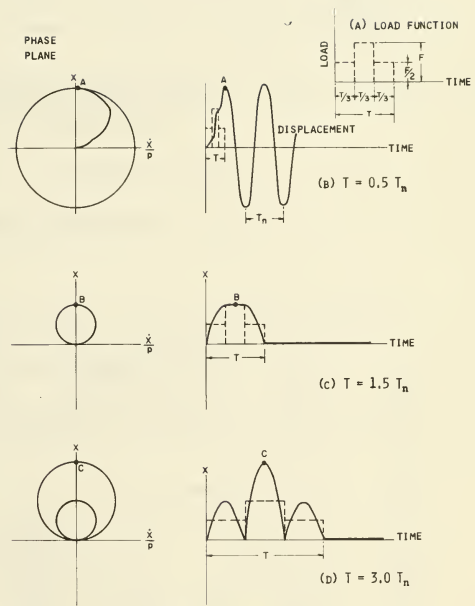 (A) LOAD FUNCTION
PHASE
PLANE
LOAD
F
F/2
TIME
T/3
T/3
T/3
T
X
A
ẋ/p
A
DISPLACEMENT
TIME
T
Tn
(B) T = 0.5 Tn
X
B
ẋ/p
X
B
TIME
T
(C) T = 1.5 Tn
X
C
ẋ/p
X
C
TIME
T
(D) T = 3.0 Tn